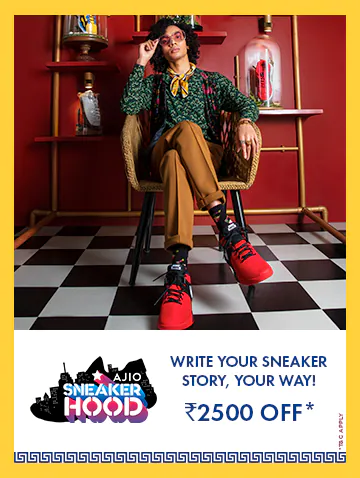 AJIO
SNEAKER
HOOD
WRITE YOUR SNEAKER
STORY, YOUR WAY!
₹2500 OFF*
*T&C APPLY